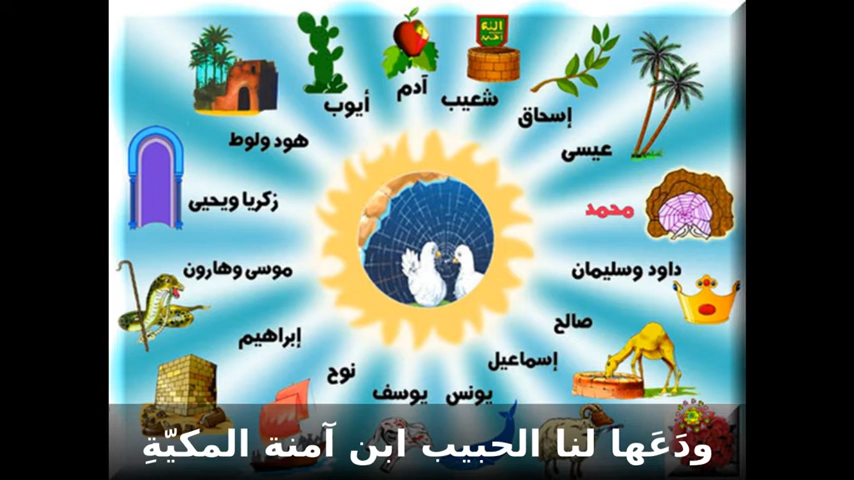 آدم
شعيب
أيوب
إسحاق
هود ولوط
عيسى
زكريا ويحيى
محمد
موسى وهارون
داود وسليمان
صالح
إبراهيم
إسماعيل
نوح
يونس
يوسف
ودَعَها لنا الحبيب ابن آمنة المكيّةِ